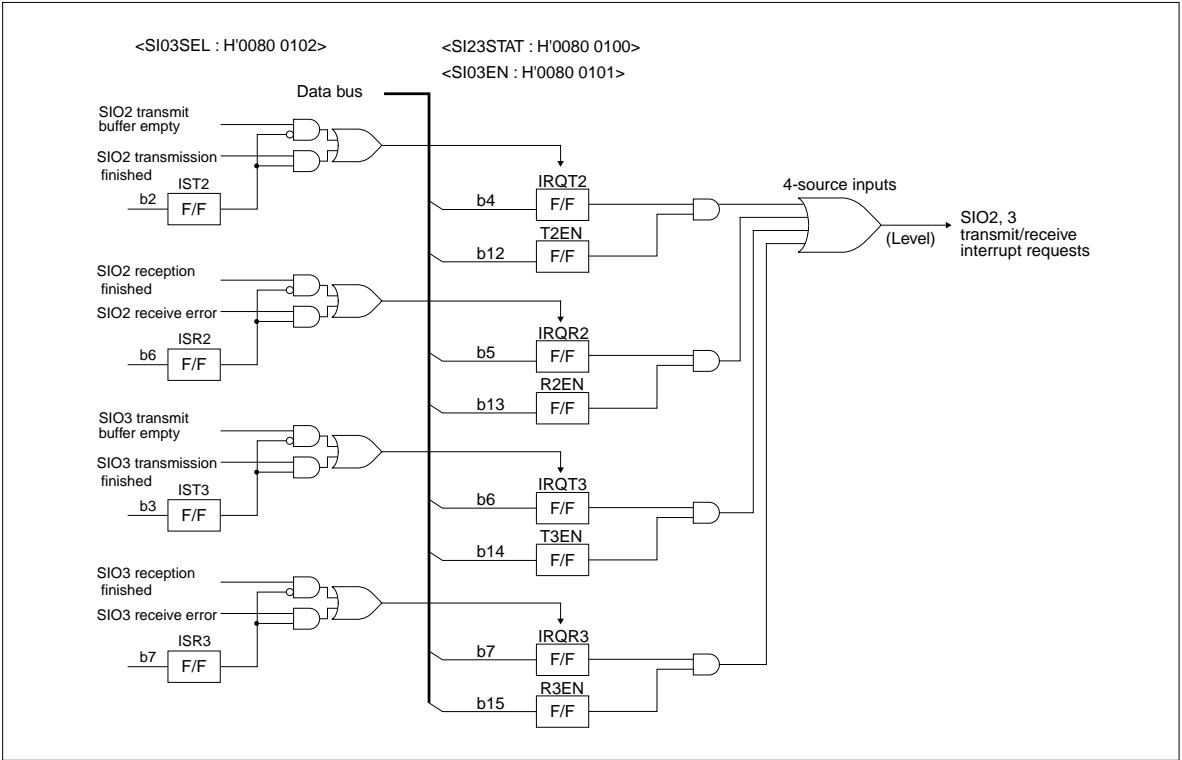 <SI03SEL : H'0080 0102>
<SI23STAT : H'0080 0100>
<SI03EN : H'0080 0101>
Data bus
SIO2 transmit
buffer empty
SIO2 transmission
finished
IST2
b2
F/F
IRQT2
b4
F/F
T2EN
b12
F/F
4-source inputs
(Level)
SIO2, 3
transmit/receive
interrupt requests
SIO2 reception
finished
SIO2 receive error
ISR2
b6
F/F
IRQR2
b5
F/F
R2EN
b13
F/F
SIO3 transmit
buffer empty
SIO3 transmission
finished
IST3
b3
F/F
IRQT3
b6
F/F
T3EN
b14
F/F
SIO3 reception
finished
SIO3 receive error
ISR3
b7
F/F
IRQR3
b7
F/F
R3EN
b15
F/F